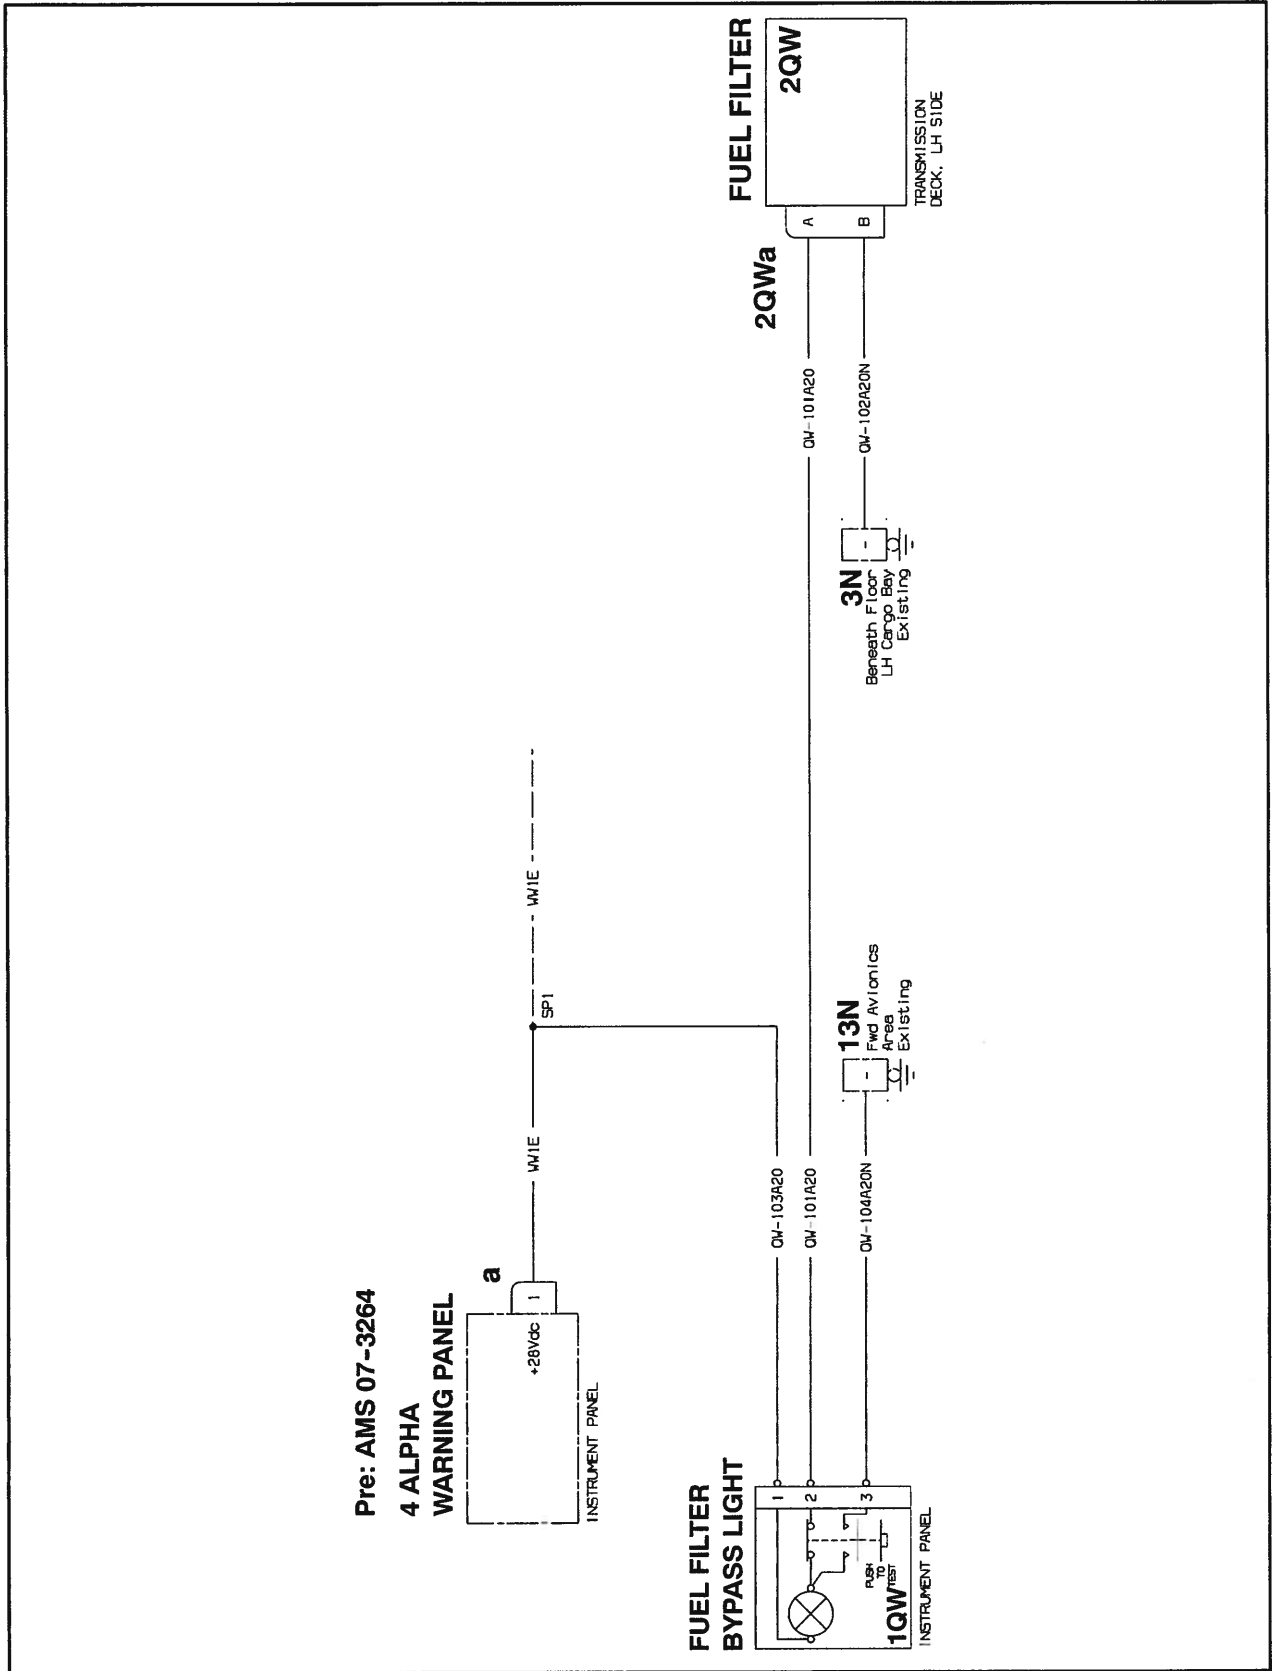 Pre: AMS 07-3264
4 ALPHA
WARNING PANEL
a
+28Vdc
1
INSTRUMENT PANEL
WW1E
SP1
WW1E
FUEL FILTER
BYPASS LIGHT
1
2
3
PUSH
TO
TEST
1QW
INSTRUMENT PANEL
QW-103A20
QW-101A20
QW-104A20N
13N
Fwd Avionics
Area
Existing
-
3N
Beneath Floor
LH Cargo Bay
Existing
-
QW-101A20
QW-102A20N
2QWa
FUEL FILTER
A
B
2QW
TRANSMISSION
DECK, LH SIDE